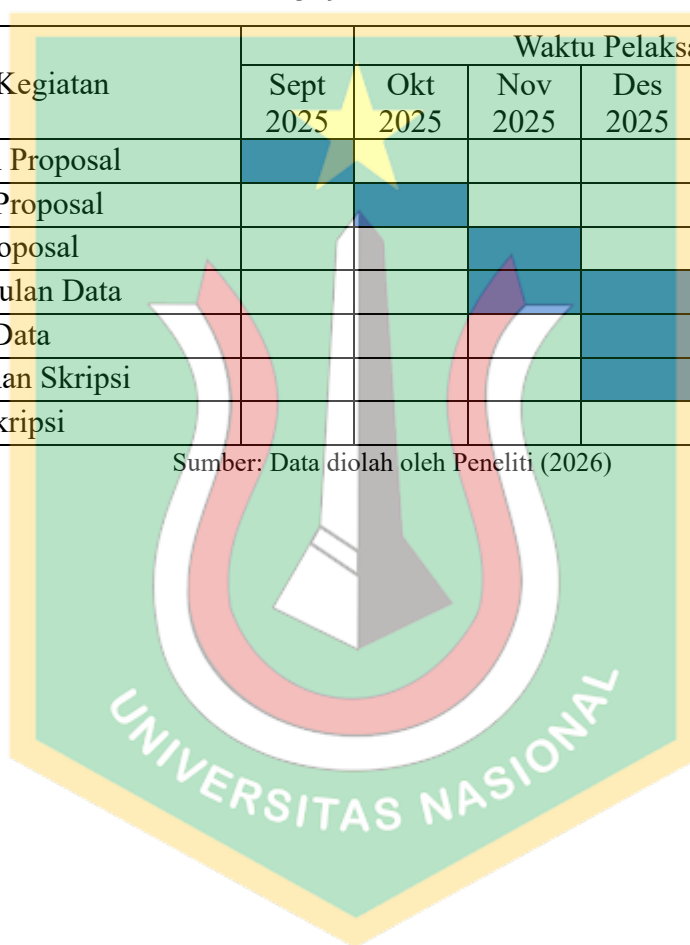 Waktu Pelaksa
Kegiatan Sept Okt Nov Des
2025 2025 2025 2025
Proposal
Proposal
oposal
ulan Data
Data
an Skripsi
kripsi
Sumber: Data diolah oleh Peneliti (2026)
UNIVERSITAS NASIONAL